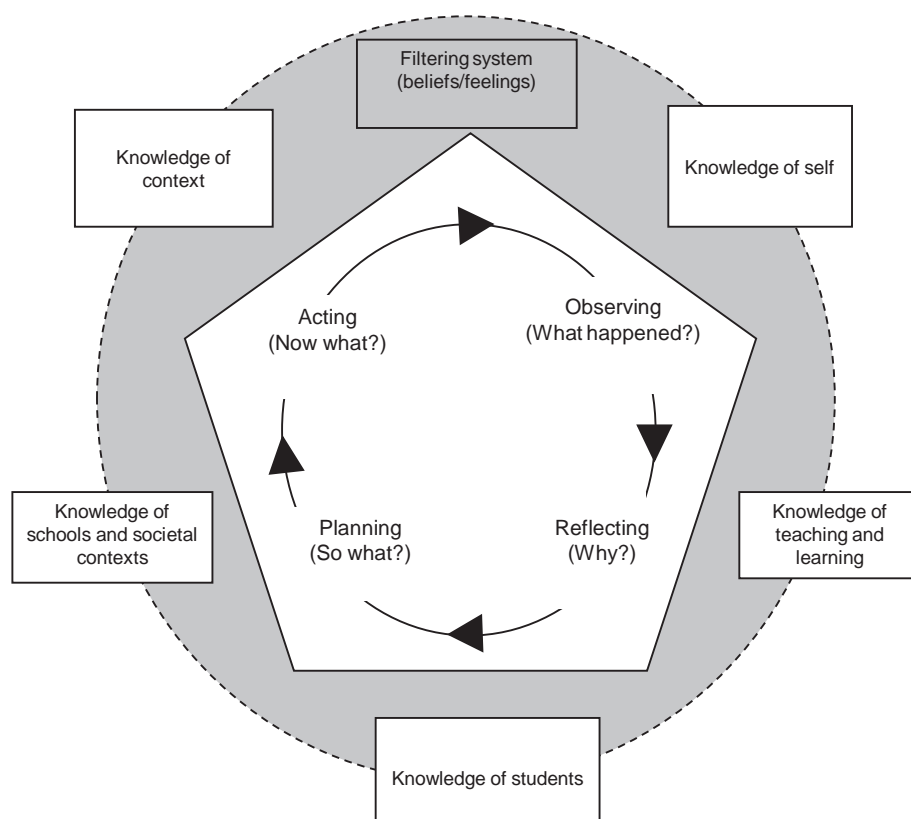 Filtering system
(beliefs/feelings)
Knowledge of
context
Knowledge of self
Acting
(Now what?)
Observing
(What happened?)
Knowledge of
schools and societal
contexts
Planning
(So what?)
Reflecting
(Why?)
Knowledge of
teaching and
learning
Knowledge of students